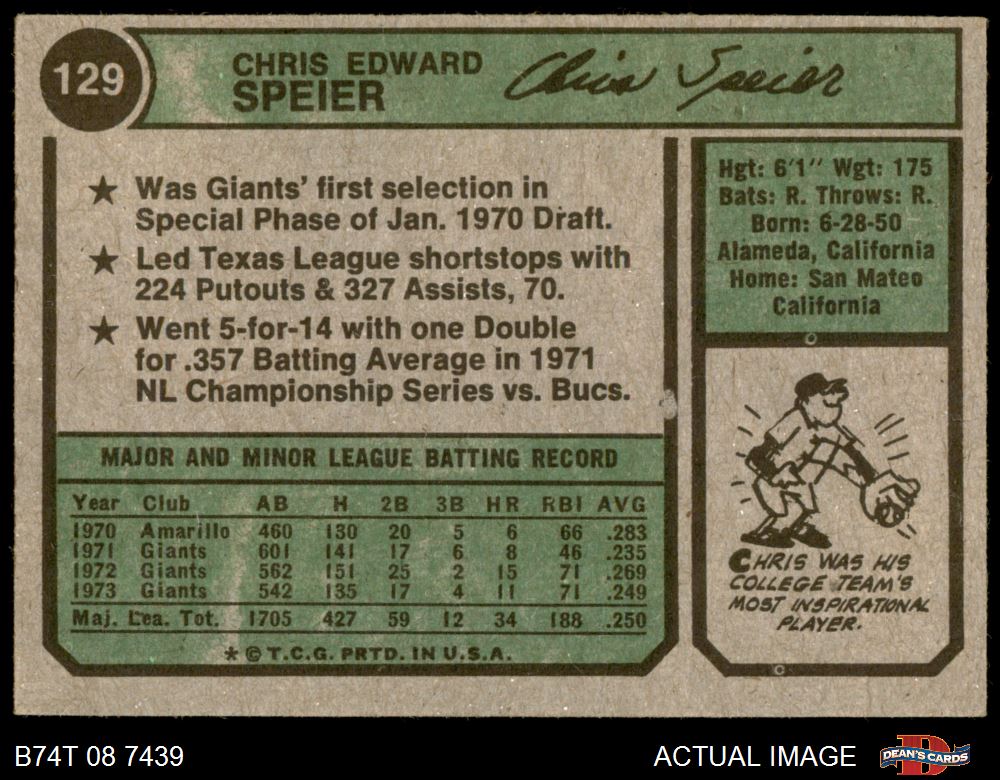 129
CHRIS EDWARD
SPEIER
Chris Speier
★ Was Giants' first selection in
Special Phase of Jan. 1970 Draft.
★ Led Texas League shortstops with
224 Putouts & 327 Assists, 70.
★ Went 5-for-14 with one Double
for .357 Batting Average in 1971
NL Championship Series vs. Bucs.
Hgt: 6'1" Wgt: 175
Bats: R. Throws: R.
Born: 6-28-50
Alameda, California
Home: San Mateo
California
CHRIS WAS HIS
COLLEGE TEAM'S
MOST INSPIRATIONAL
PLAYER.
MAJOR AND MINOR LEAGUE BATTING RECORD
Year Club AB H 2B 3B HR RBI AVG
1970 Amarillo 460 130 20 5 6 66 .283
1971 Giants 601 141 17 6 8 46 .235
1972 Giants 562 151 25 2 15 71 .269
1973 Giants 542 135 17 4 11 71 .249
Maj. Lea. Tot. 1705 427 59 12 34 188 .250
★ © T.C.G. PRTD. IN U.S.A.
B74T 08 7439
ACTUAL IMAGE
DEAN'S CARDS